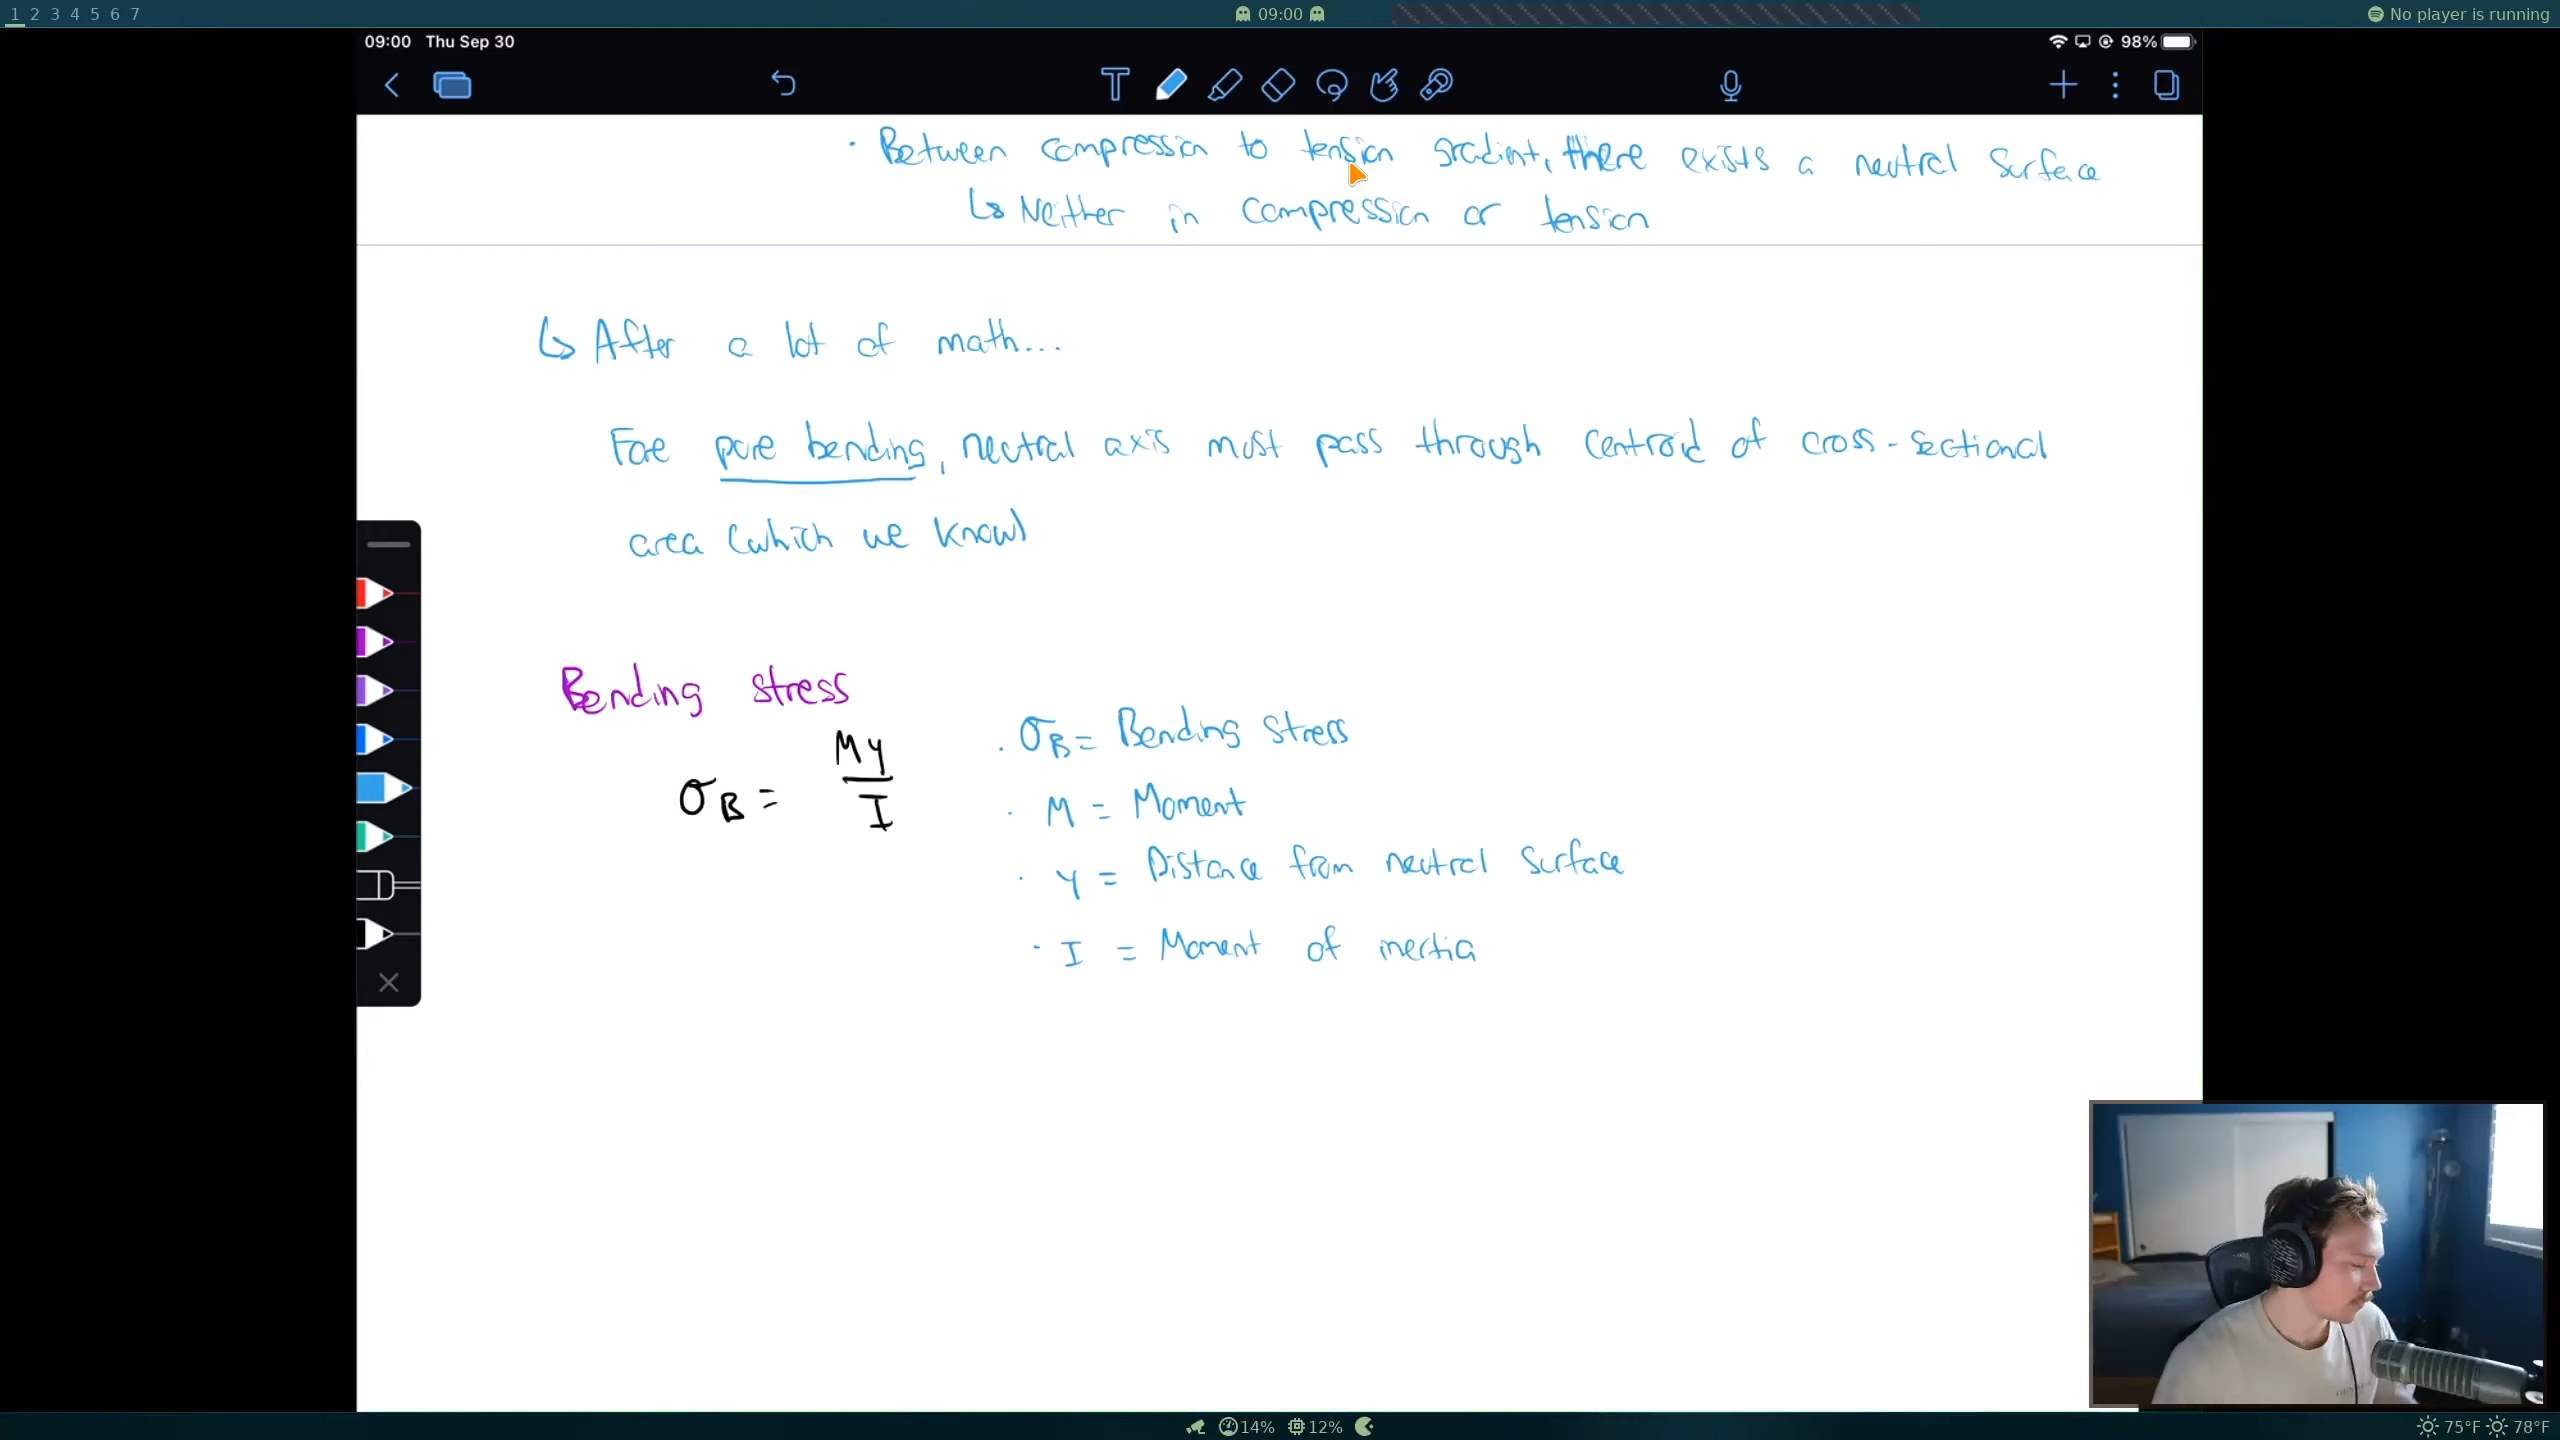 1 2 3 4 5 6 7
09:00
No player is running
09:00 Thu Sep 30
98%
T
· Between compression to tension gradient, there exists a neutral surface
↳ Neither in compression or tension
↳ After a lot of math...
Foe pure bending, neutral axis must pass through centroid of cross-sectional
area (which we know)
Bending stress
σB = My
I
· σB = Bending Stress
· M = Moment
· y = Distance from neutral surface
· I = Moment of inertia
14% 12%
75°F 78°F